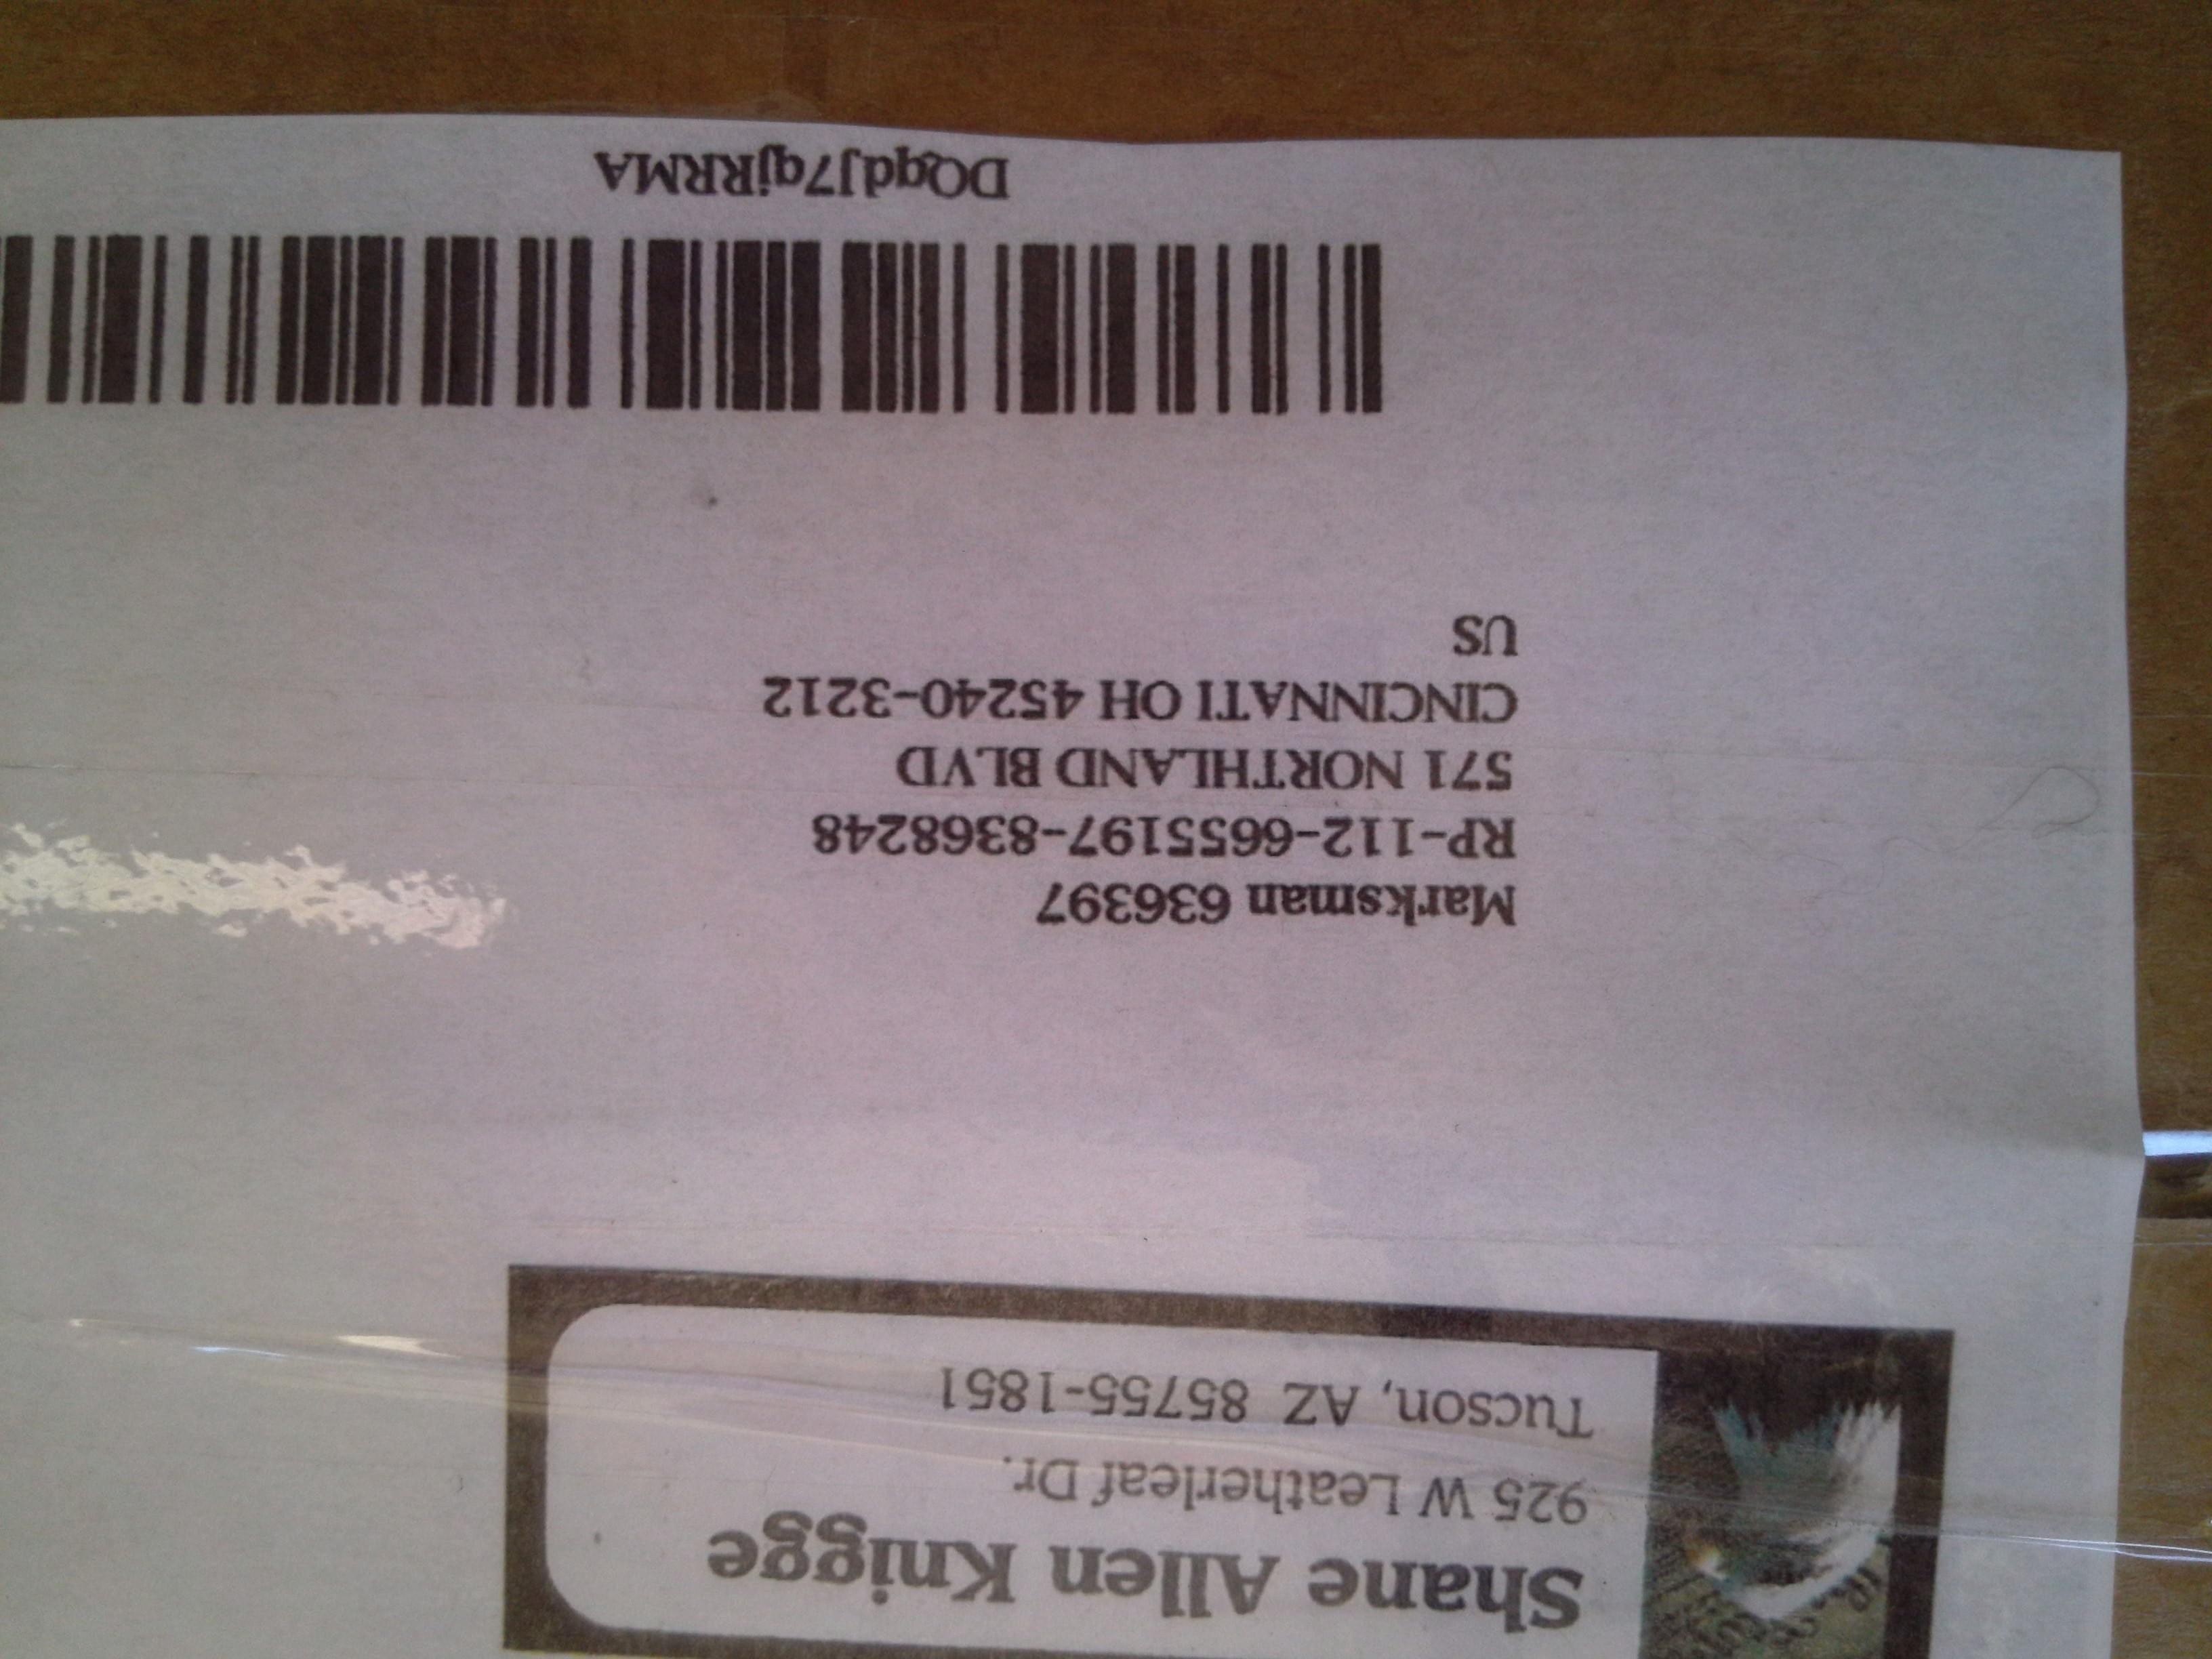 Shane Allen Knigge
925 W Leatherleaf Dr.
Tucson, AZ 85755-1851
Marksman 636397
RP-112-6655197-8368248
571 NORTHLAND BLVD
CINCINNATI OH 45240-3212
US
DQqdJ7qjRRMA